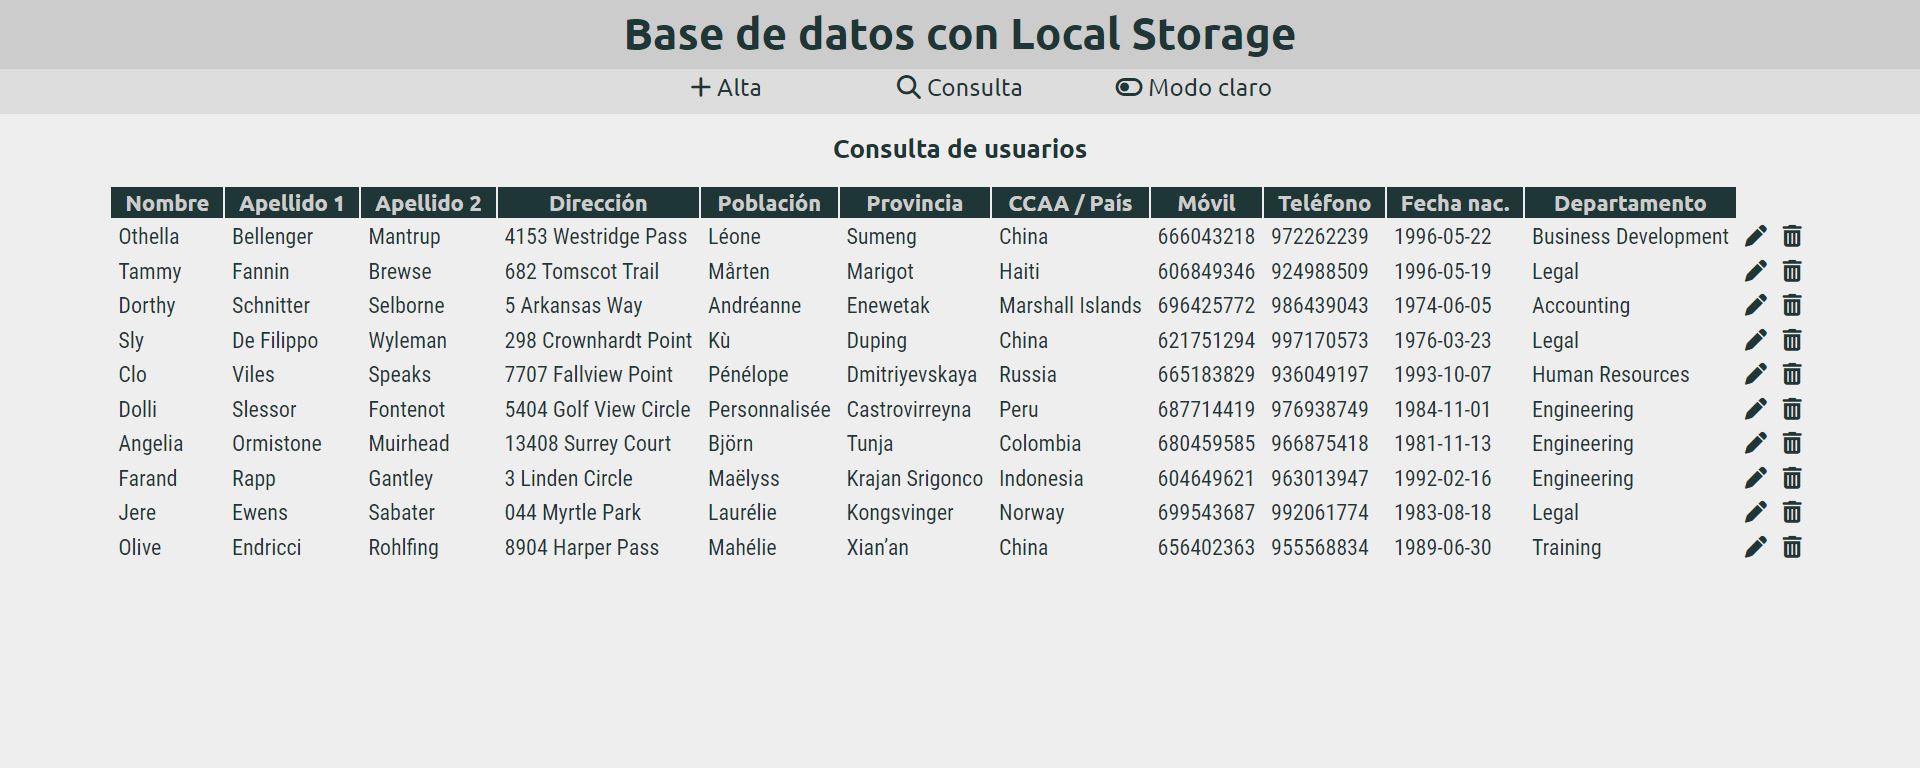 Base de datos con Local Storage
Alta Consulta Modo claro
Consulta de usuarios
Nombre Apellido 1 Apellido 2 Dirección Población Provincia CCAA / País Móvil Teléfono Fecha nac. Departamento
Othella Bellenger Mantrup 4153 Westridge Pass Léone Sumeng China 666043218 972262239 1996-05-22 Business Development
Tammy Fannin Brewse 682 Tomscot Trail Mårten Marigot Haiti 606849346 924988509 1996-05-19 Legal
Dorthy Schnitter Selborne 5 Arkansas Way Andréanne Enewetak Marshall Islands 696425772 986439043 1974-06-05 Accounting
Sly De Filippo Wyleman 298 Crownhardt Point Kù Duping China 621751294 997170573 1976-03-23 Legal
Clo Viles Speaks 7707 Fallview Point Pénélope Dmitriyevskaya Russia 665183829 936049197 1993-10-07 Human Resources
Dolli Slessor Fontenot 5404 Golf View Circle Personnalisée Castrovirreyna Peru 687714419 976938749 1984-11-01 Engineering
Angelia Ormistone Muirhead 13408 Surrey Court Björn Tunja Colombia 680459585 966875418 1981-11-13 Engineering
Farand Rapp Gantley 3 Linden Circle Maëlyss Krajan Srigonco Indonesia 604649621 963013947 1992-02-16 Engineering
Jere Ewens Sabater 044 Myrtle Park Laurélie Kongsvinger Norway 699543687 992061774 1983-08-18 Legal
Olive Endricci Rohlfing 8904 Harper Pass Mahélie Xian’an China 656402363 955568834 1989-06-30 Training